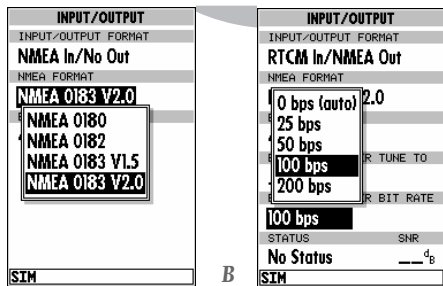 INPUT/OUTPUT
INPUT/OUTPUT FORMAT
NMEA In/No Out
NMEA FORMAT
NMEA 0183 V2.0
NMEA 0180
NMEA 0182
NMEA 0183 V1.5
NMEA 0183 V2.0
SIM
B
INPUT/OUTPUT
INPUT/OUTPUT FORMAT
RTCM In/NMEA Out
NMEA FORMAT
2.0
0 bps (auto)
25 bps
50 bps
100 bps
200 bps
R TUNE TO
R BIT RATE
100 bps
STATUS SNR
No Status __dB
SIM